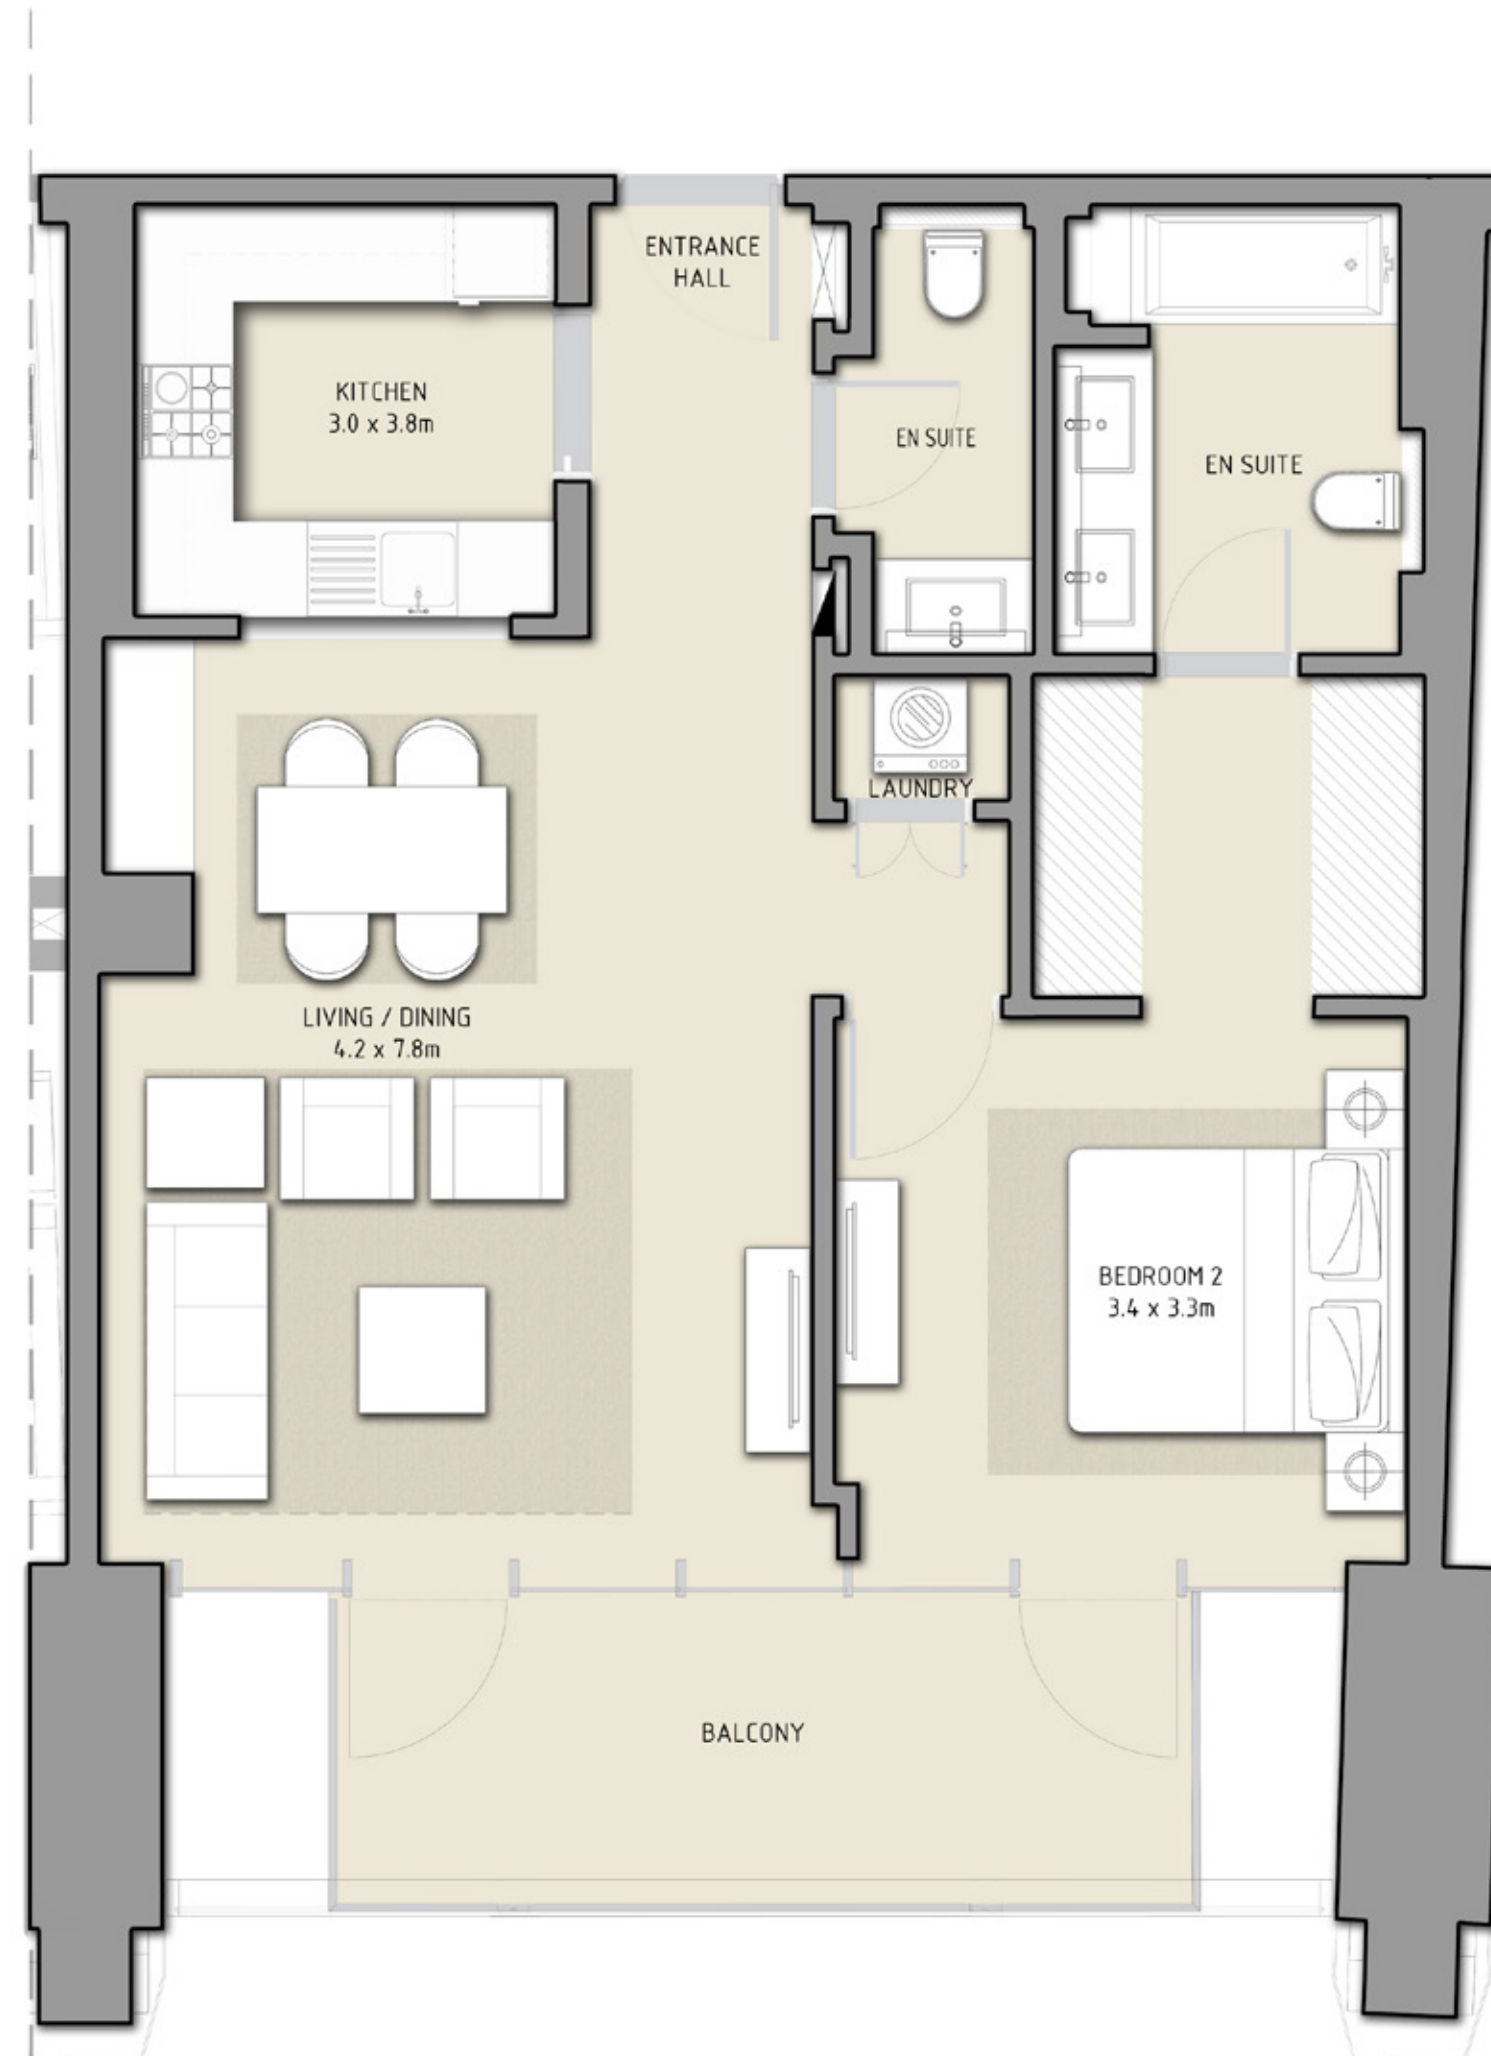 ENTRANCE
HALL
KITCHEN
3.0 x 3.8m
EN SUITE
EN SUITE
LAUNDRY
LIVING / DINING
4.2 x 7.8m
BEDROOM 2
3.4 x 3.3m
BALCONY